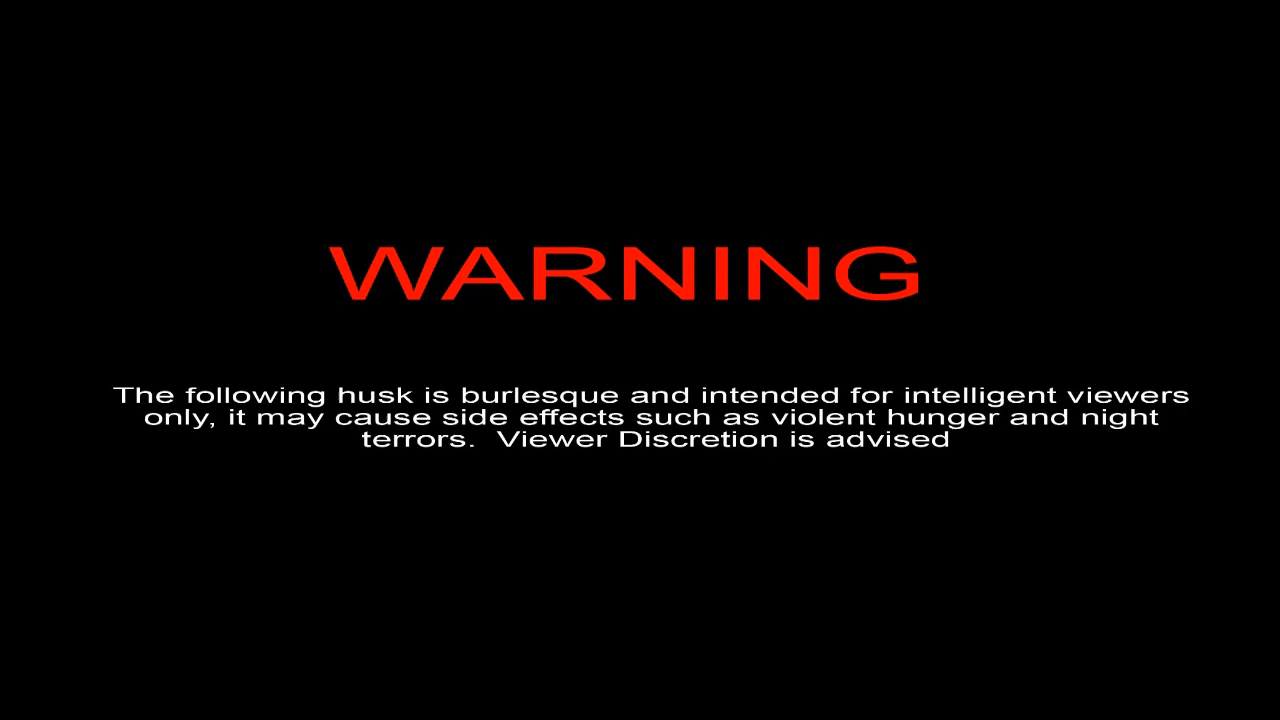 WARNING
The following husk is burlesque and intended for intelligent viewers
only, it may cause side effects such as violent hunger and night
terrors.  Viewer Discretion is advised